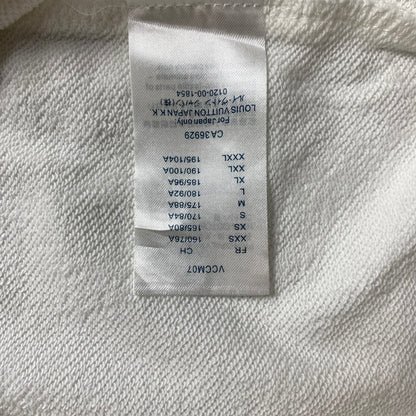 VCCM07
FR CH
XXS 160/76A
XS 165/80A
S 170/84A
M 175/88A
L 180/92A
XL 185/96A
XXL 190/100A
XXXL 195/104A
CA36929
For Japan only:
LOUIS VUITTON JAPAN K.K.
ルイ・ヴィトン ジャパン(株)
0120-00-1854